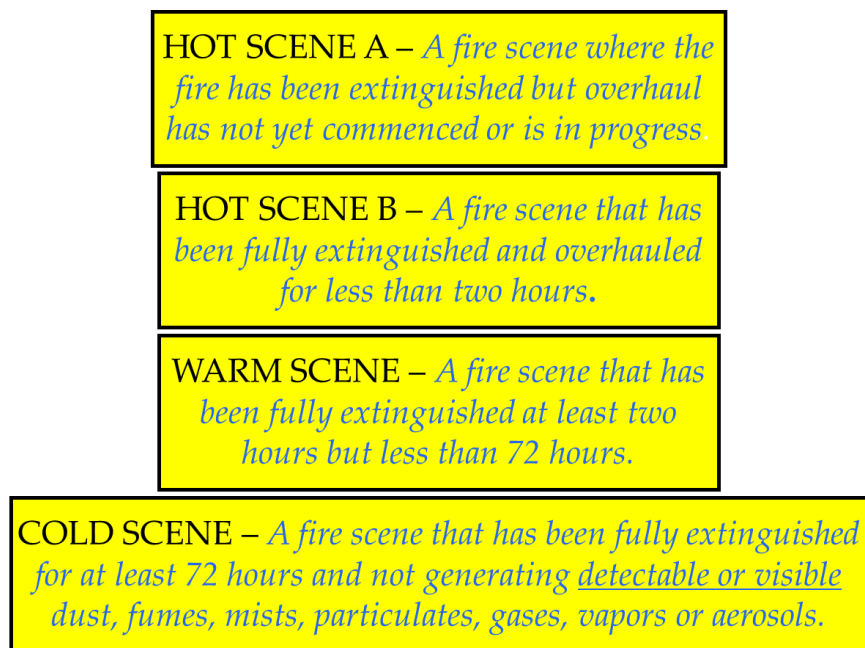 HOT SCENE A – A fire scene where the
fire has been extinguished but overhaul
has not yet commenced or is in progress.
HOT SCENE B – A fire scene that has
been fully extinguished and overhauled
for less than two hours.
WARM SCENE – A fire scene that has
been fully extinguished at least two
hours but less than 72 hours.
COLD SCENE – A fire scene that has been fully extinguished
for at least 72 hours and not generating detectable or visible
dust, fumes, mists, particulates, gases, vapors or aerosols.